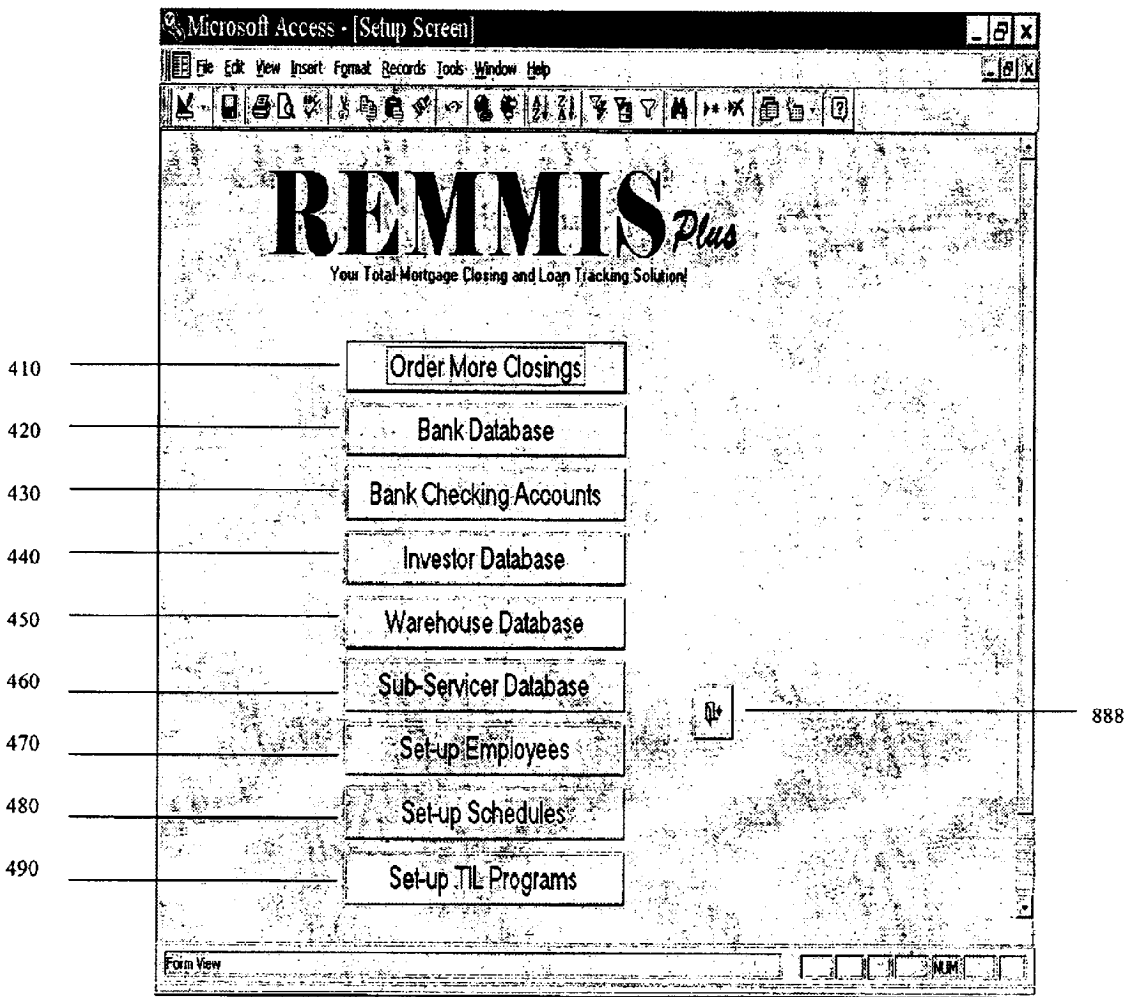 Microsoft Access - [Setup Screen]
File Edit View Insert Format Records Tools Window Help
REMMIS Plus
Your Total Mortgage Closing and Loan Tracking Solution!
410 Order More Closings
420 Bank Database
430 Bank Checking Accounts
440 Investor Database
450 Warehouse Database
460 Sub-Servicer Database
888
470 Set-up Employees
480 Set-up Schedules
490 Set-up TIL Programs
Form View NUM